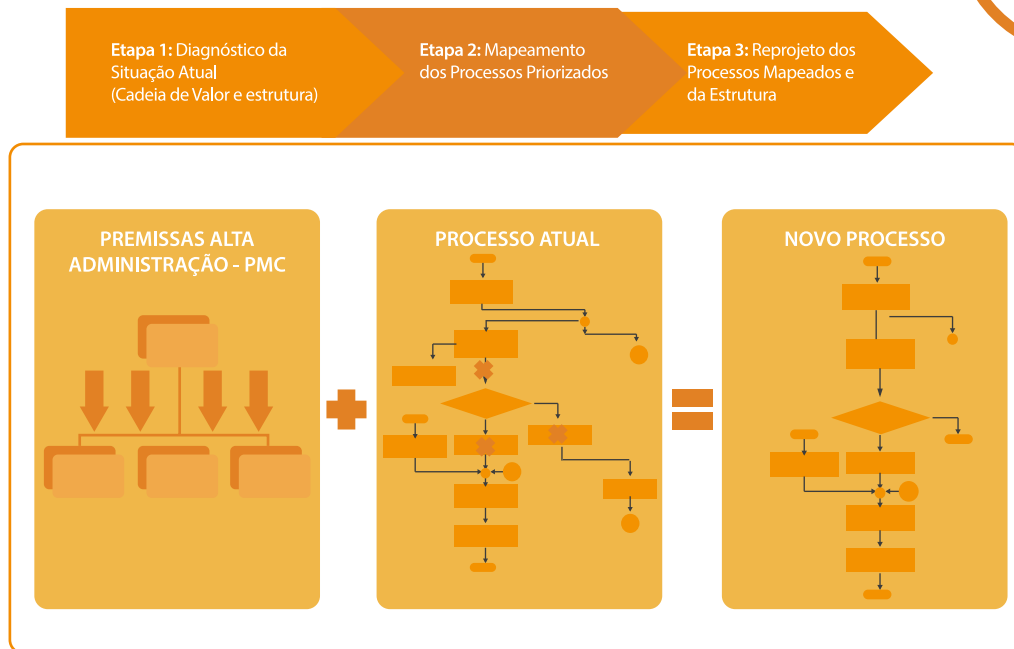 Etapa 1: Diagnóstico da
Situação Atual
(Cadeia de Valor e estrutura)
Etapa 2: Mapeamento
dos Processos Priorizados
Etapa 3: Reprojeto dos
Processos Mapeados e
da Estrutura
PREMISSAS ALTA
ADMINISTRAÇÃO - PMC
PROCESSO ATUAL
NOVO PROCESSO